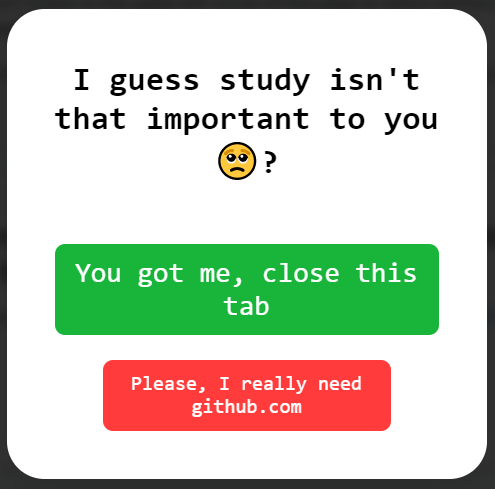 I guess study isn't
that important to you
🥺?
You got me, close this
tab
Please, I really need
github.com